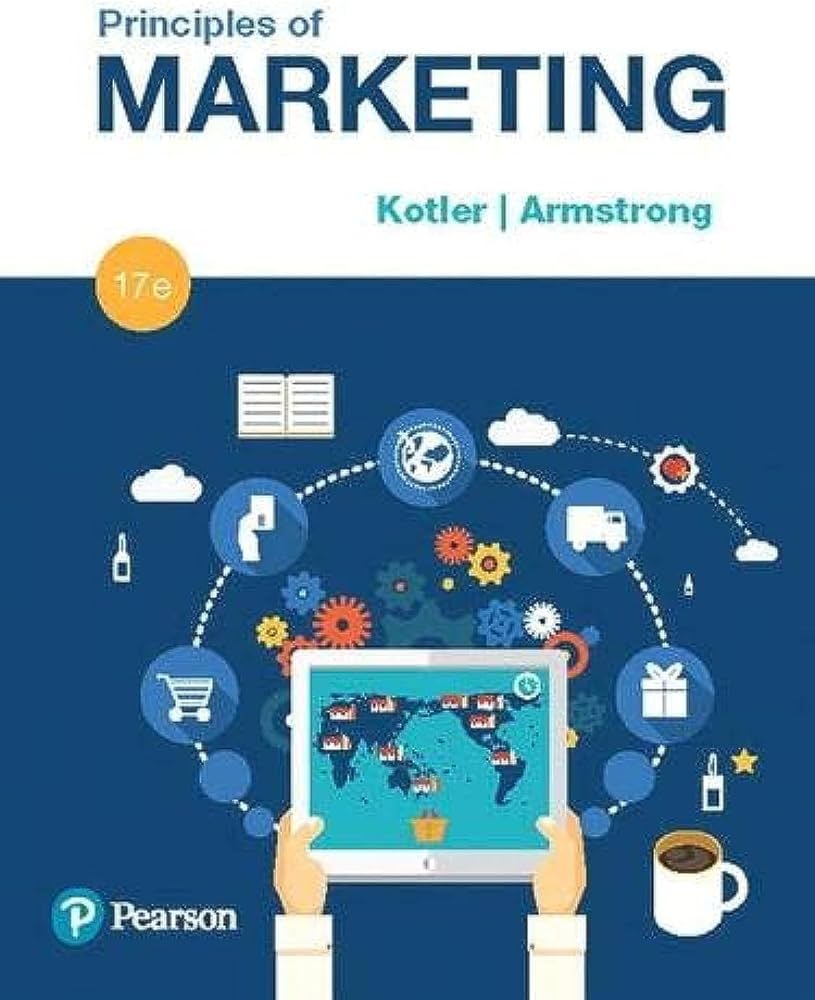 Principles of
MARKETING
Kotler | Armstrong
17e
Pearson